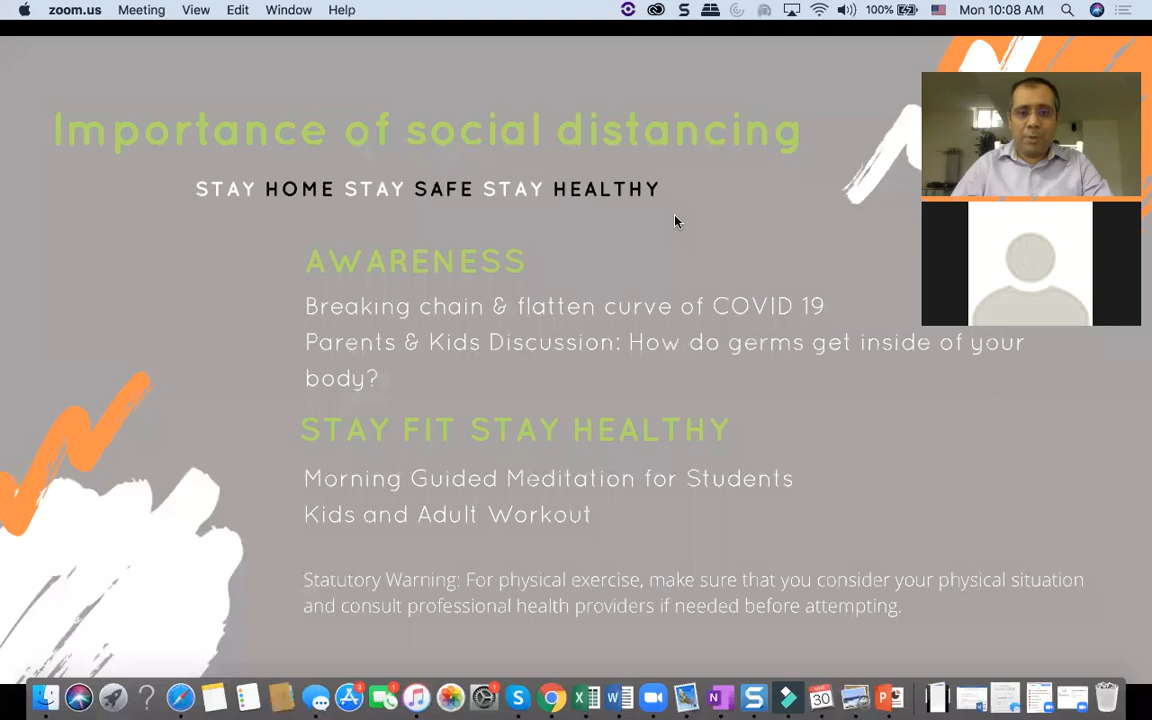 zoom.us Meeting View Edit Window Help 100% Mon 10:08 AM
Importance of social distancing
STAY HOME STAY SAFE STAY HEALTHY
AWARENESS
Breaking chain & flatten curve of COVID 19
Parents & Kids Discussion: How do germs get inside of your
body?
STAY FIT STAY HEALTHY
Morning Guided Meditation for Students
Kids and Adult Workout
Statutory Warning: For physical exercise, make sure that you consider your physical situation
and consult professional health providers if needed before attempting.